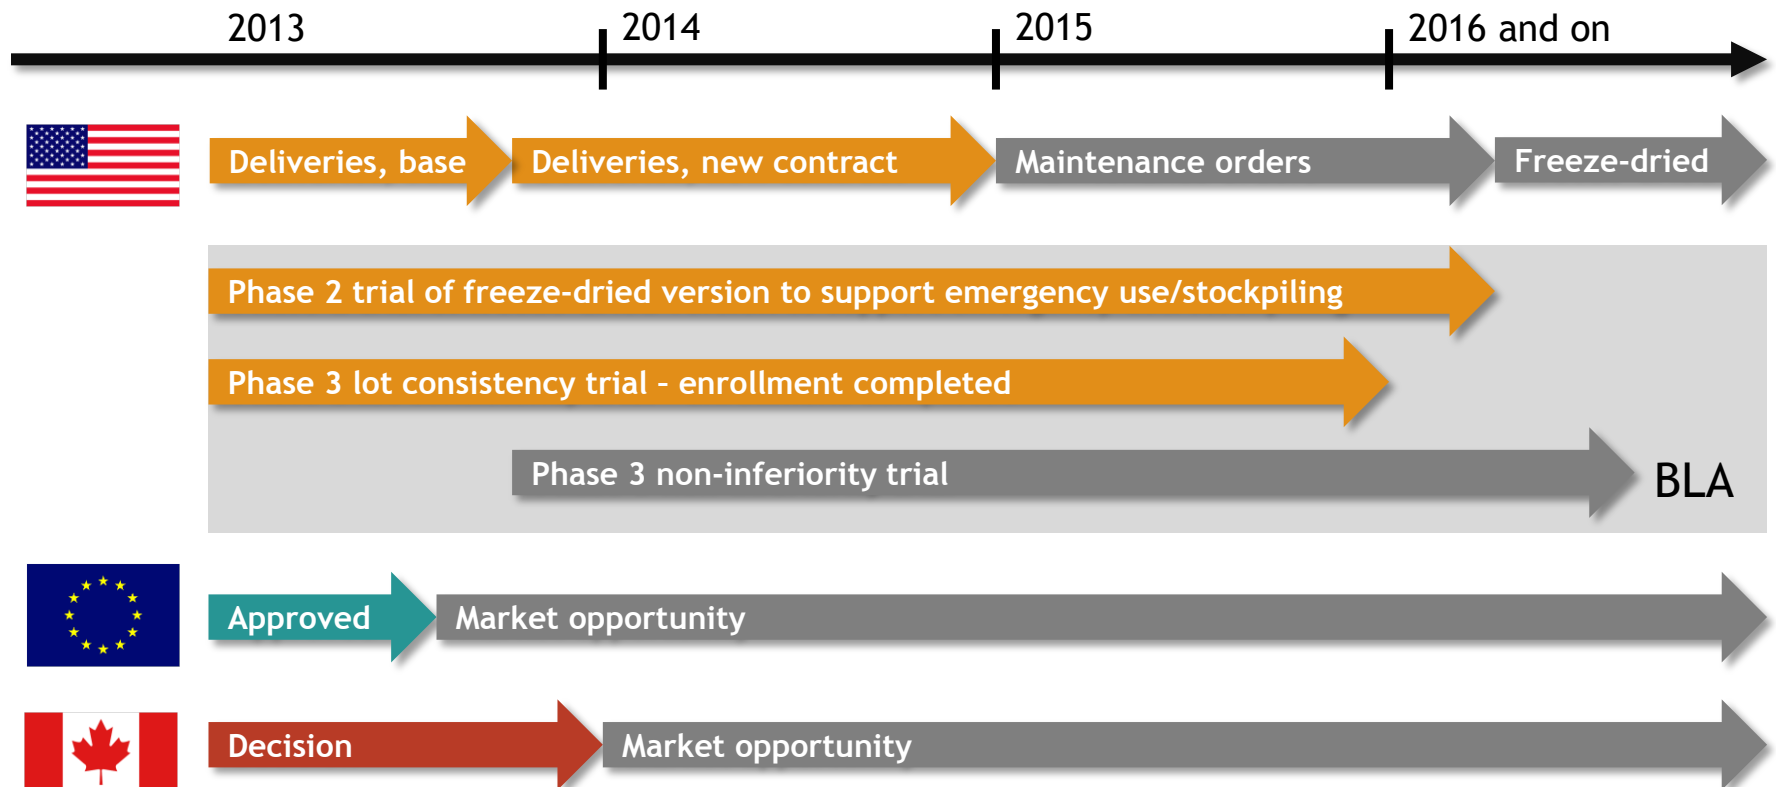 2013 2014 2015 2016 and on
Deliveries, base Deliveries, new contract Maintenance orders Freeze-dried
Phase 2 trial of freeze-dried version to support emergency use/stockpiling
Phase 3 lot consistency trial – enrollment completed
Phase 3 non-inferiority trial BLA
Approved Market opportunity
Decision Market opportunity